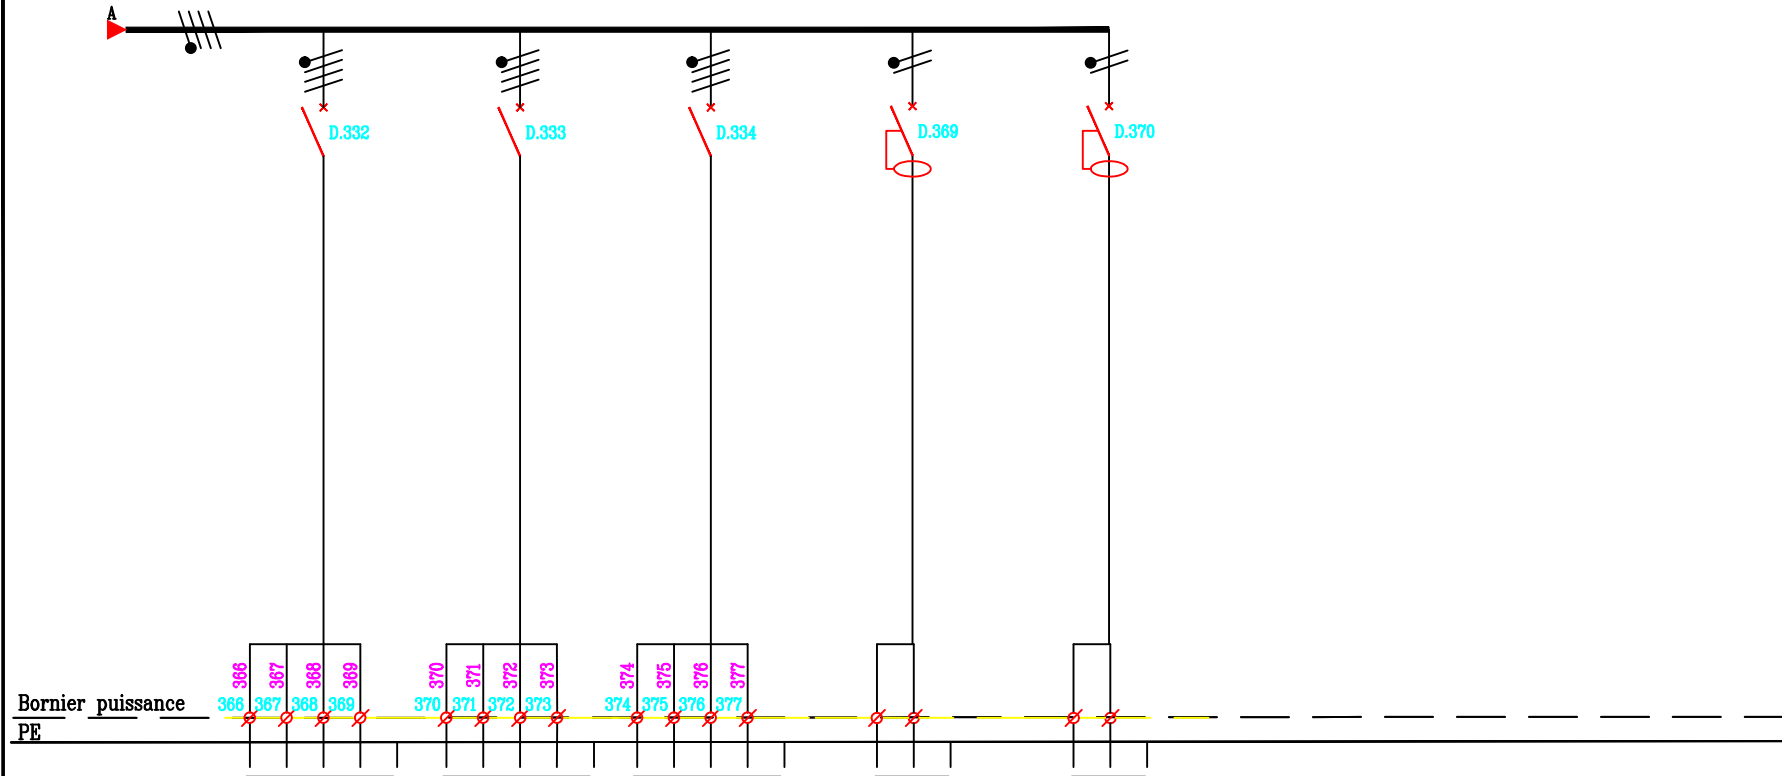 A
D.332 D.333 D.334 D.369 D.370
366 367 368 369 370 371 372 373 374 375 376 377
Bornier puissance 366 367 368 369 370 371 372 373 374 375 376 377
PE